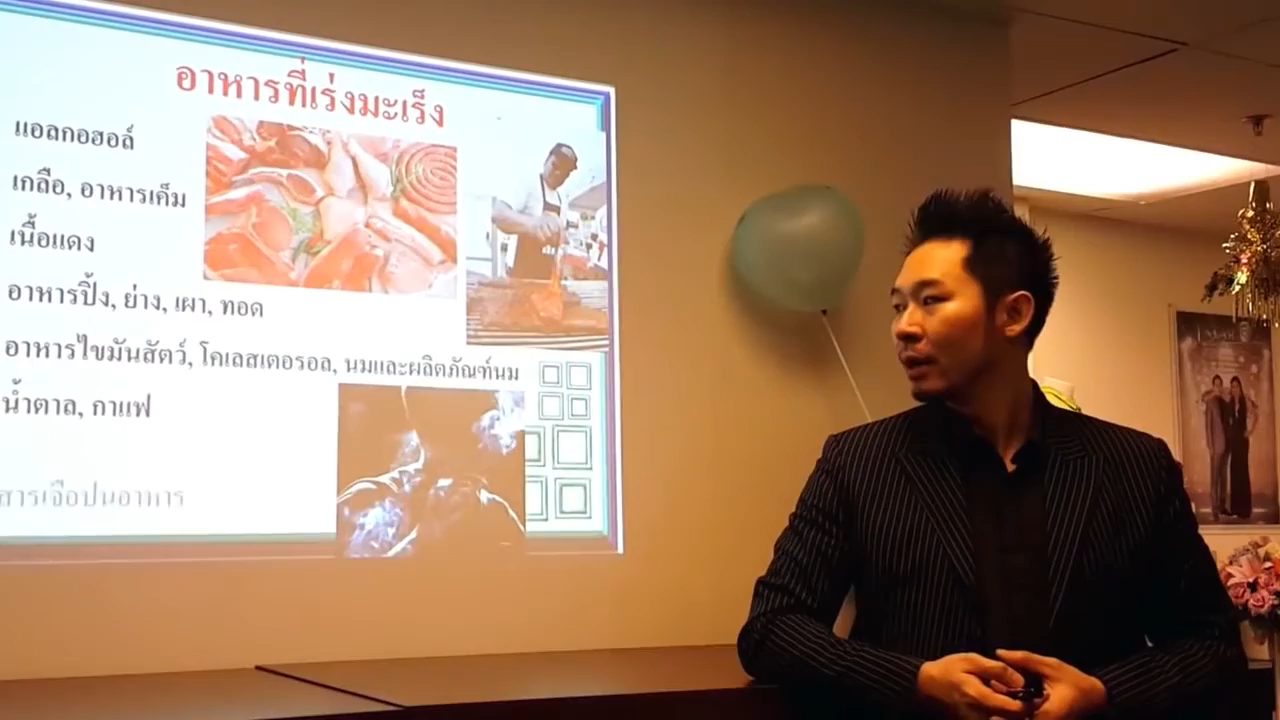 อาหารที่เร่งมะเร็ง
แอลกอฮอล์
เกลือ, อาหารเค็ม
เนื้อแดง
อาหารปิ้ง, ย่าง, เผา, ทอด
อาหารไขมันสัตว์, โคเลสเตอรอล, นมและผลิตภัณฑ์นม
น้ำตาล, กาแฟ
สารเจือปนอาหาร